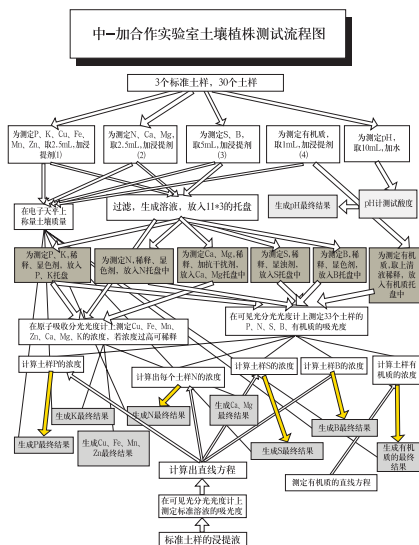 中—加合作实验室土壤植株测试流程图
3个标准土样，30个土样
为测定P、K、Cu、Fe、
Mn、Zn、取2.5mL,加浸
提剂(1)
为测定N、Ca、Mg,
取2.5mL,加浸提剂
(2)
为测定S、B,
取5mL,加浸提剂
(3)
为测定有机质,
取1mL,加浸提剂
(4)
为测定pH,
取10mL,加水
在电子天平上
称量土壤质量
过滤，生成溶液，放入11*3的托盘
生成pH最终结果
pH计测试酸度
为测定P、K,稀
释、显色剂，放入
P、K托盘
为测定N,稀释、显
色剂，放入N托盘中
为测定Ca、Mg,稀
释、加抗干扰剂,
放入Ca、Mg托盘中
为测定S,稀
释、显浊剂，
放入S托盘中
为测定B,稀
释、显色剂,
放入B托盘中
为测定有机
质，取上清
液稀释，放
入有机质托
盘中
在原子吸收分光光度计上测定Cu、Fe、Mn、
Zn、Ca、Mg、K的浓度，若浓度过高可稀释
在可见光分光光度计上测定33个土样的
P、N、S、B、有机质的吸光度
计算土样P的浓度
计算出每个土样N的浓度
计算土样S的浓度
计算土样B的浓度
计算土样有
机质的浓度
生成K最终结果
生成N最终结果
生成Ca、Mg
最终结果
生成B最终结果
生成P最终结果
生成Cu、Fe、Mn、
Zn最终结果
生成S最终结果
生成有机
质的最终
结果
计算出直线方程
测定有机质的直线方程
在可见光分光光度计上
测定标准溶液的吸光度
标准土样的浸提液